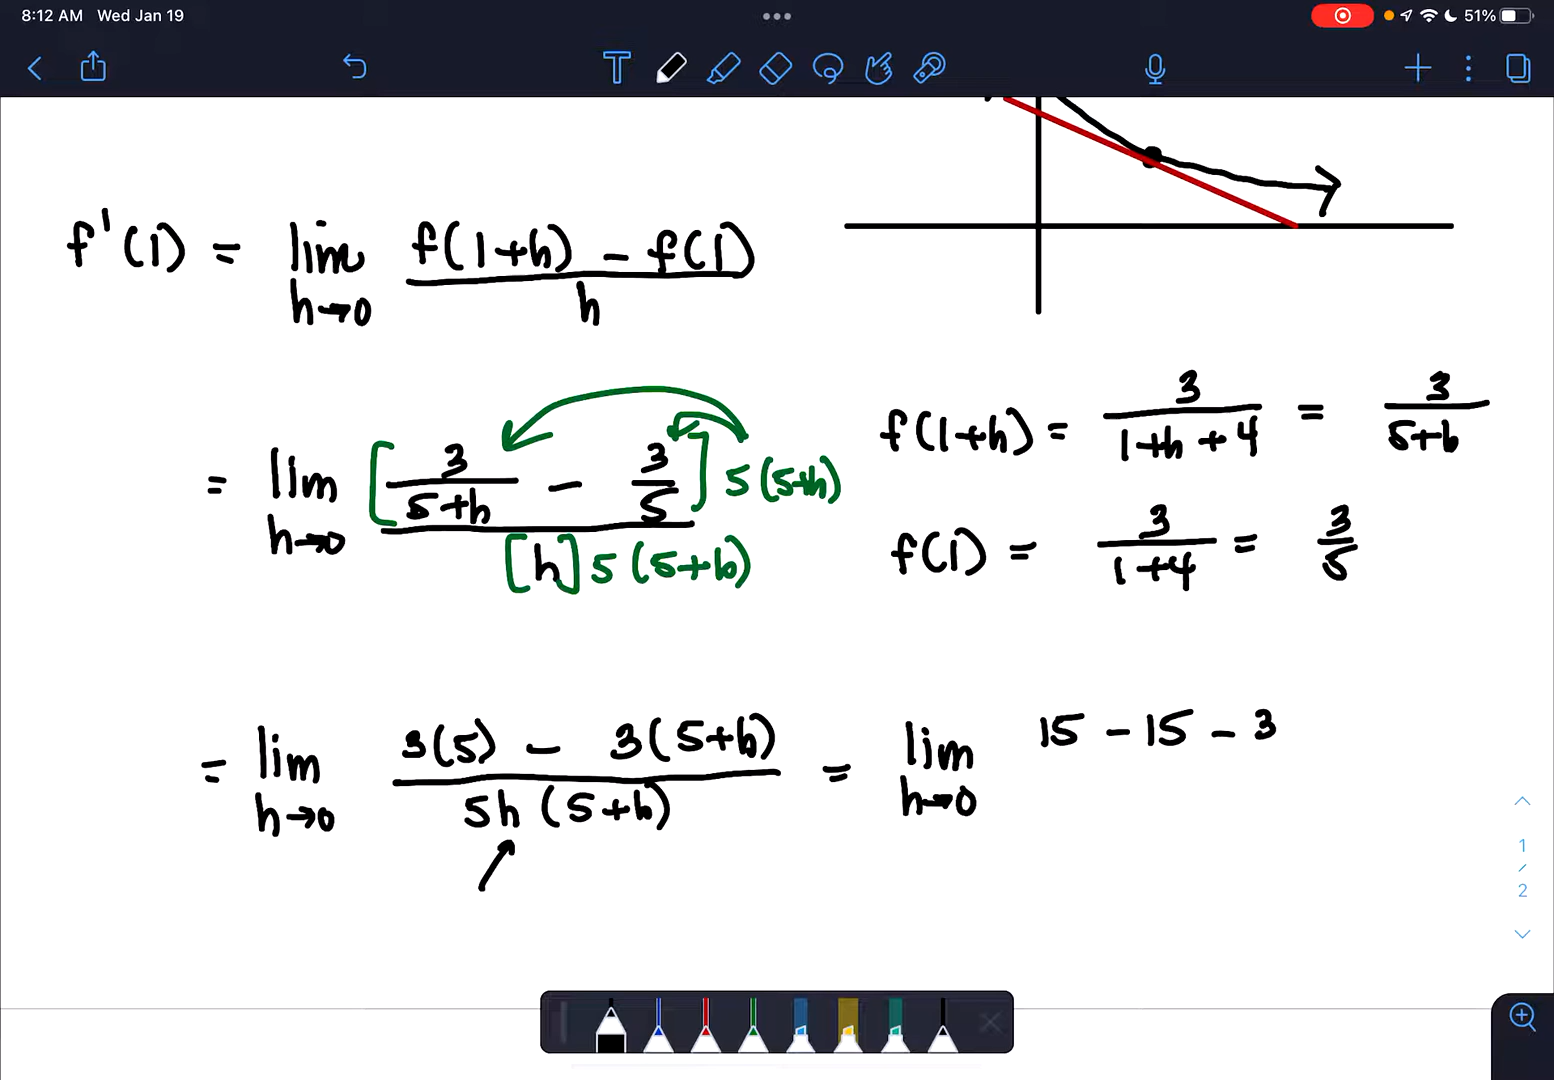 8:12 AM Wed Jan 19
51%
f'(1) = lim h→0 f(1+h) - f(1) / h
= lim h→0 [3/(5+h) - 3/5] 5(5+h) / [h] 5(5+h)
f(1+h) = 3/(1+h+4) = 3/(5+h)
f(1) = 3/(1+4) = 3/5
= lim h→0 3(5) - 3(5+h) / 5h(5+h) = lim h→0 15 - 15 - 3
1
/
2